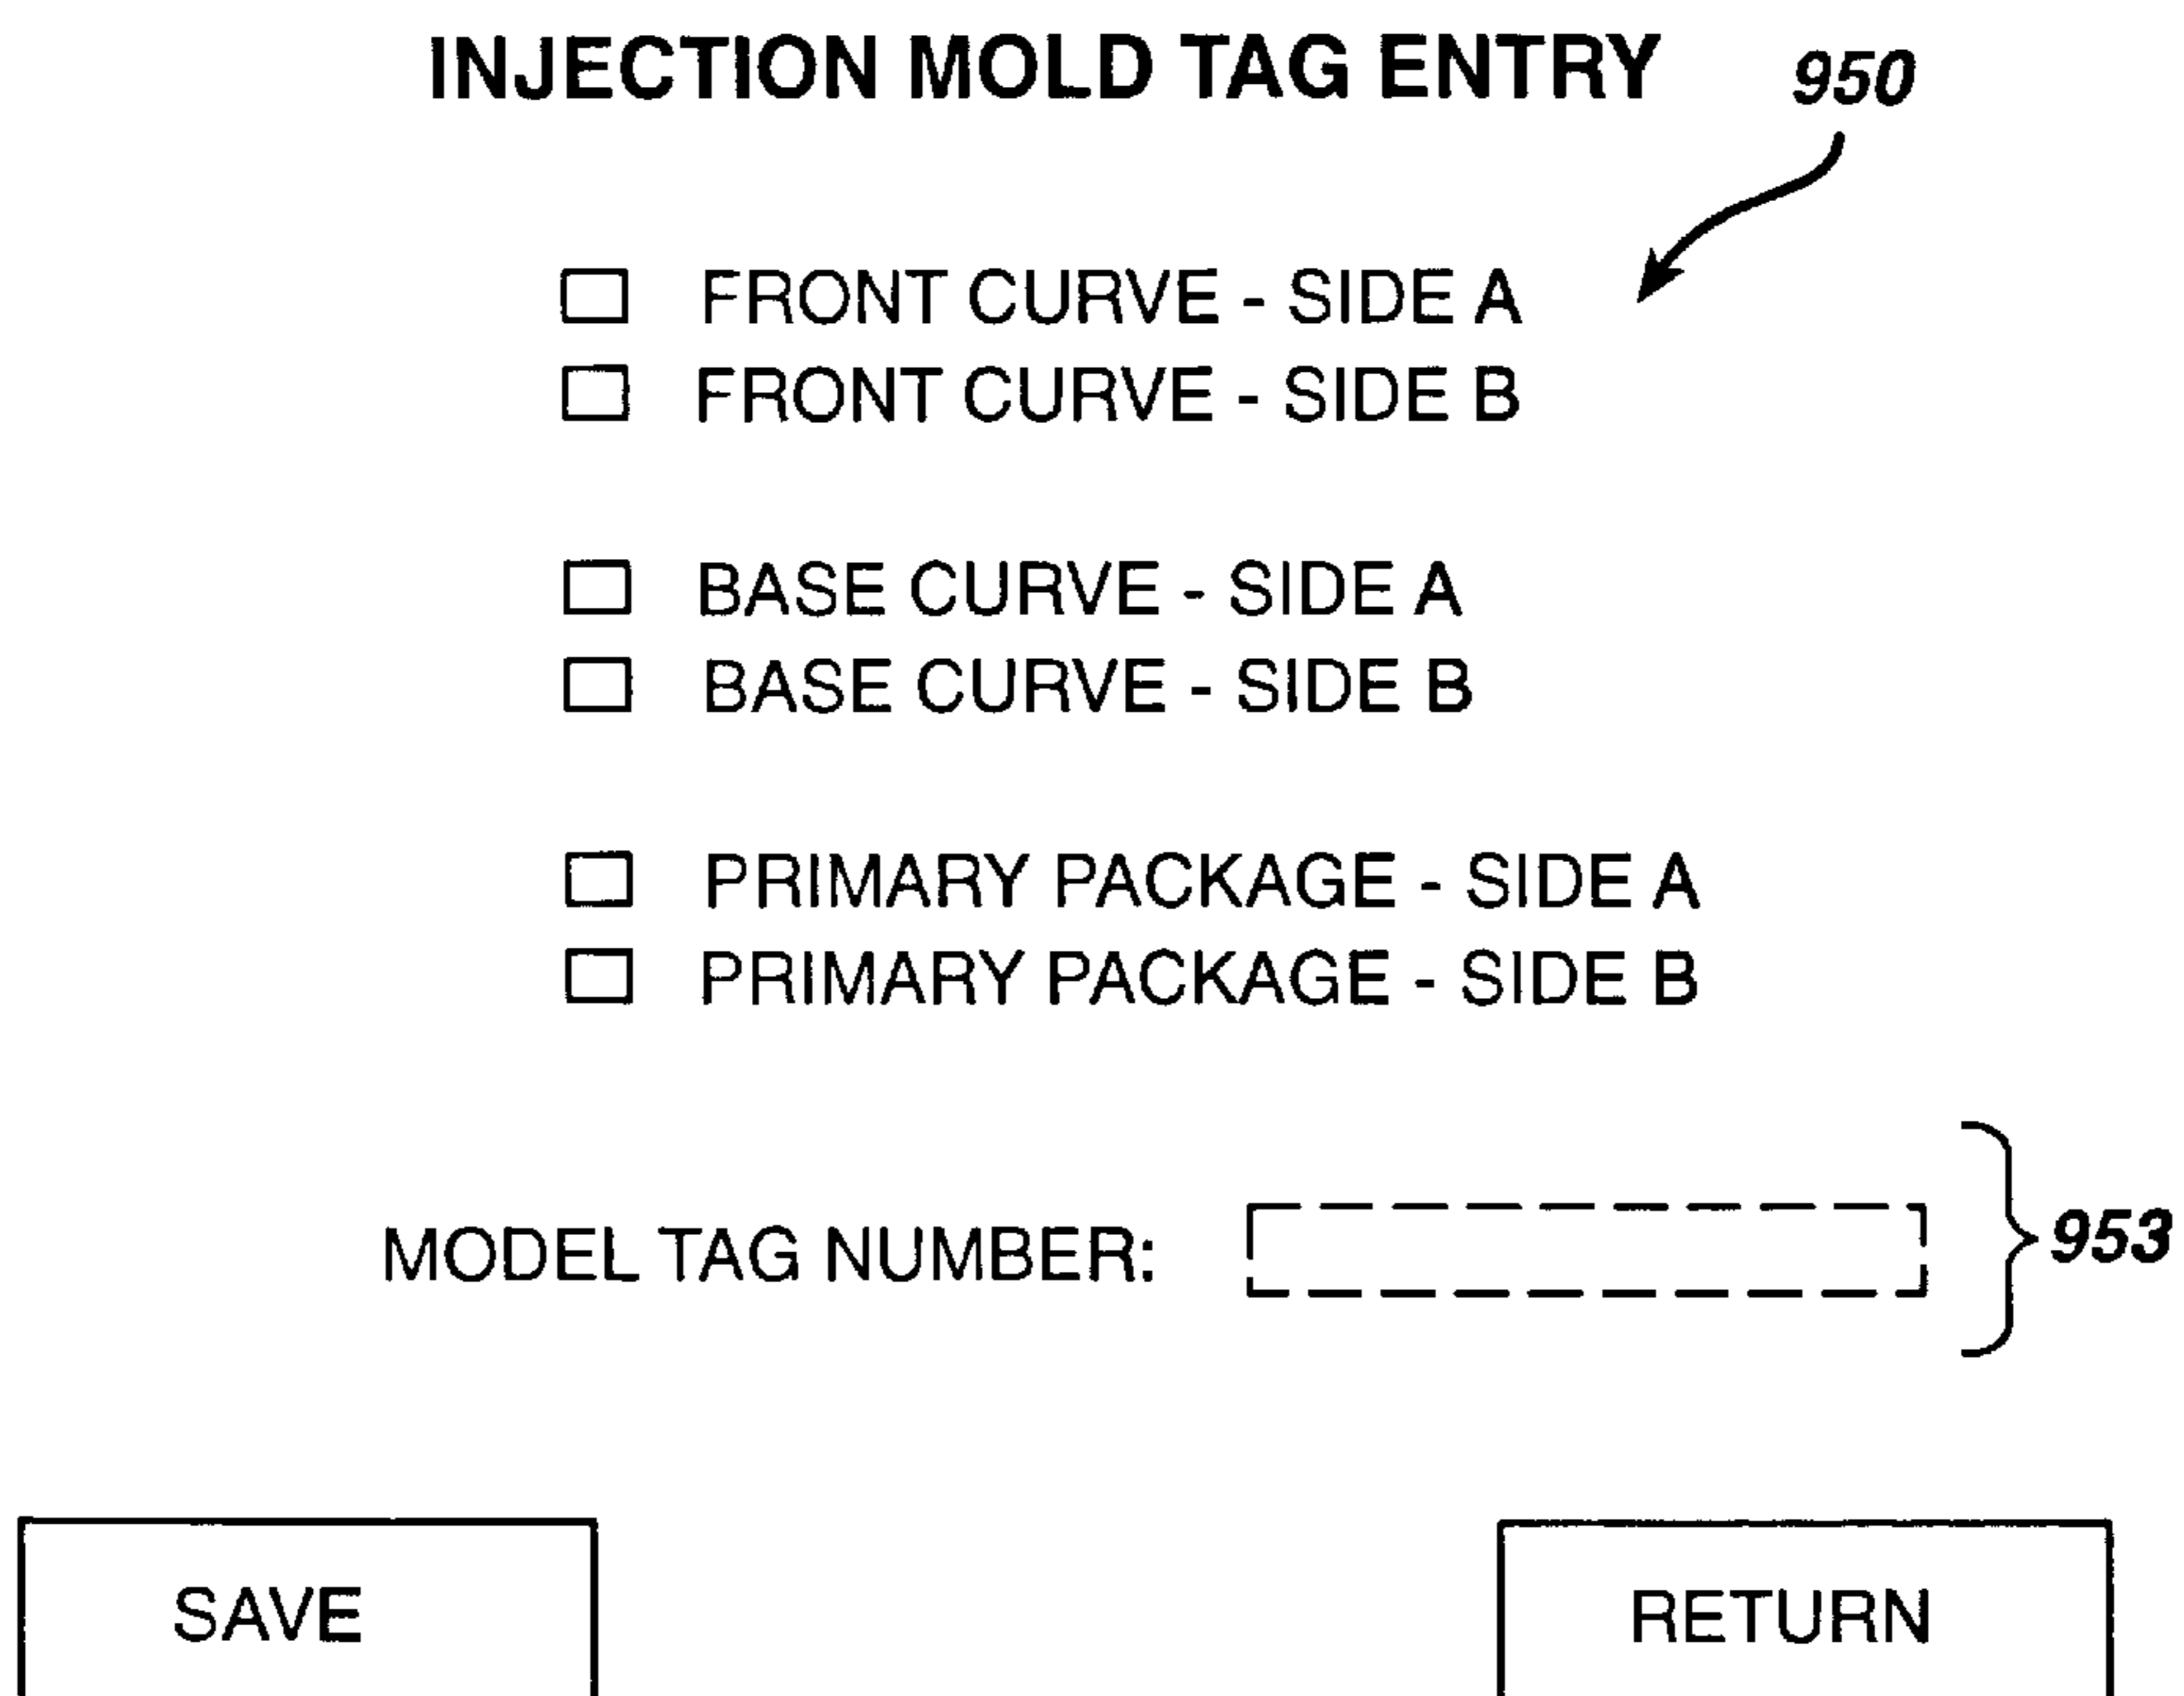 INJECTION MOLD TAG ENTRY 950
FRONT CURVE - SIDE A
FRONT CURVE - SIDE B
BASE CURVE - SIDE A
BASE CURVE - SIDE B
PRIMARY PACKAGE - SIDE A
PRIMARY PACKAGE - SIDE B
MODEL TAG NUMBER: 953
SAVE RETURN